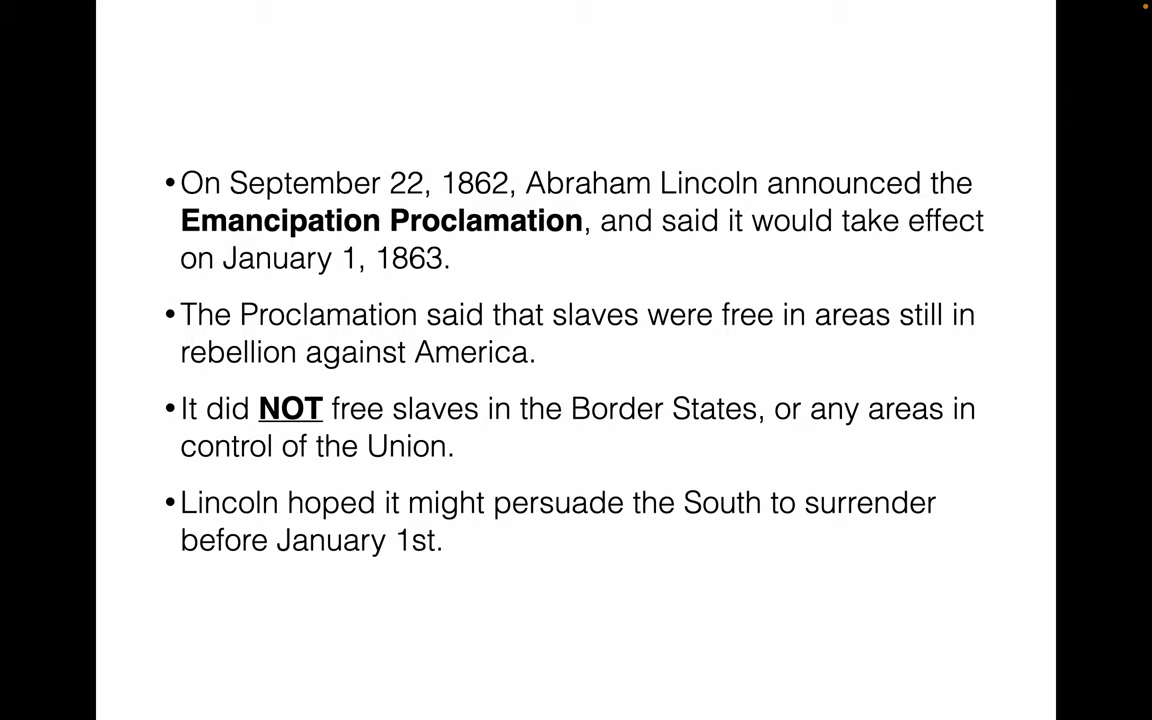 •On September 22, 1862, Abraham Lincoln announced the
Emancipation Proclamation, and said it would take effect
on January 1, 1863.
•The Proclamation said that slaves were free in areas still in
rebellion against America.
•It did NOT free slaves in the Border States, or any areas in
control of the Union.
•Lincoln hoped it might persuade the South to surrender
before January 1st.